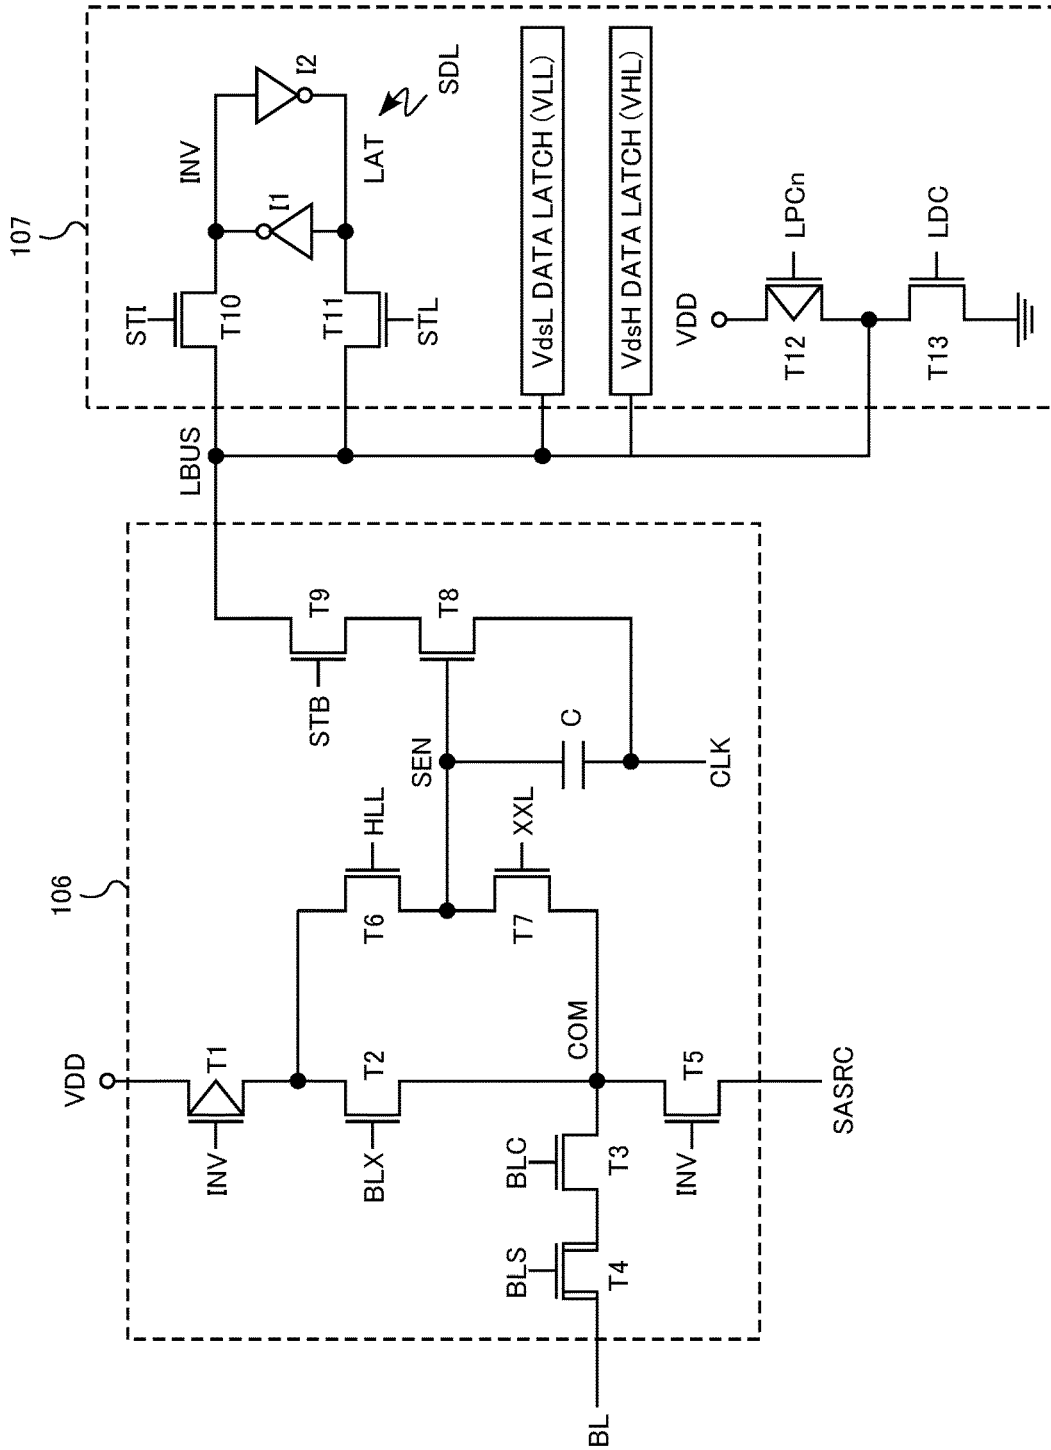 107
INV
I2
STI
T10
I1
SDL
LAT
T11
STL
LBUS
VdsL DATA LATCH (VLL)
VdsH DATA LATCH (VHL)
VDD
LPCn
T12
LDC
T13
106
T9
STB
T8
SEN
C
CLK
HLL
T6
XXL
T7
VDD
T1
INV
T2
BLX
COM
BLC
T3
BLS
T4
T5
INV
SASRC
BL